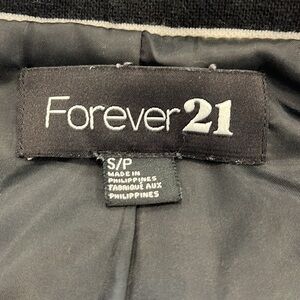 Forever 21
S/P
MADE IN
PHILIPPINES
FABRIQUÉ AUX
PHILIPPINES